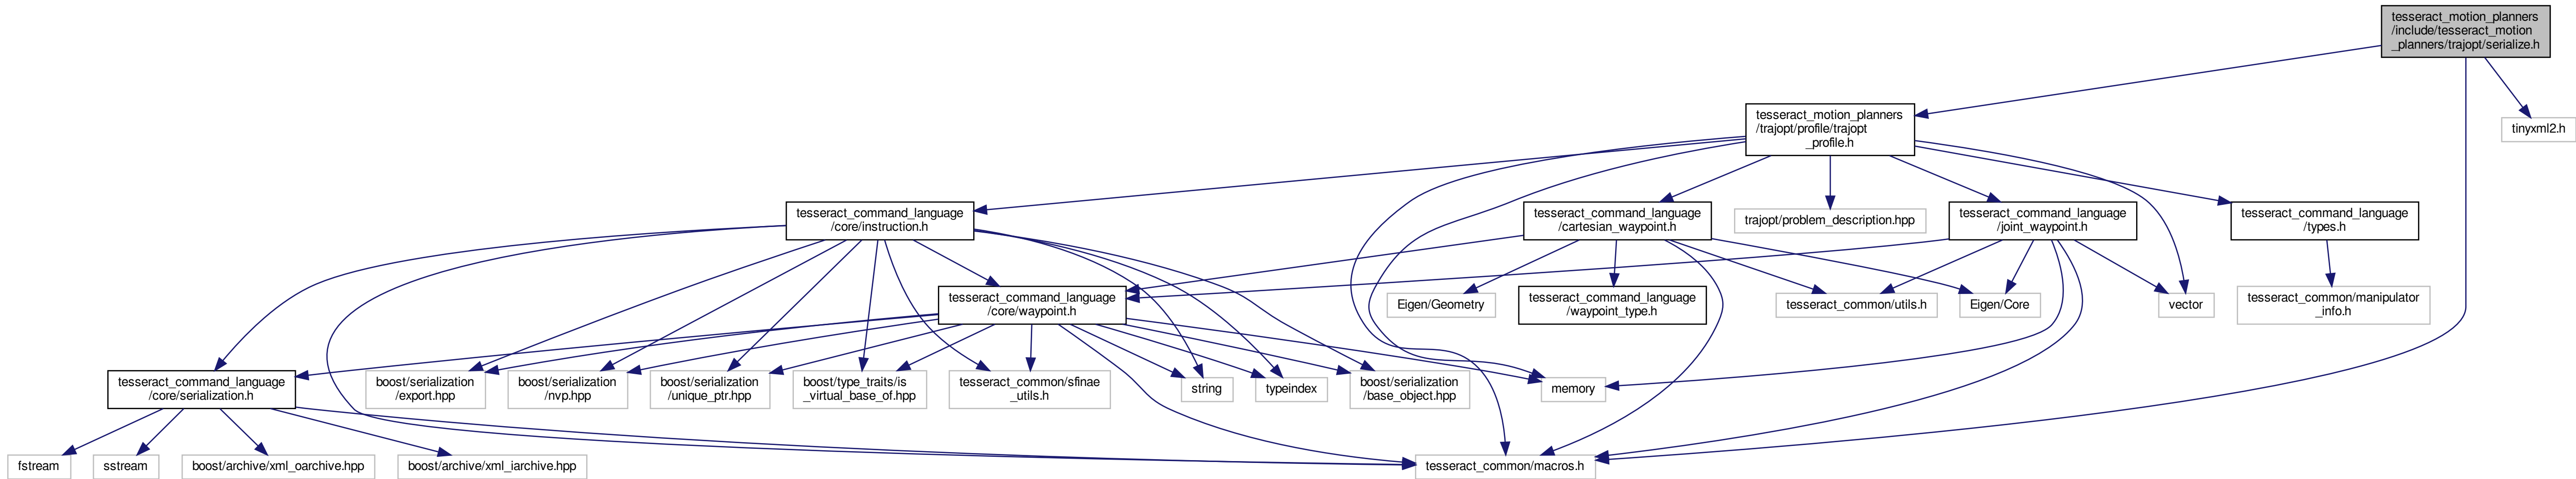 tesseract_motion_planners
/include/tesseract_motion
_planners/trajopt/serialize.h
tesseract_motion_planners
/trajopt/profile/trajopt
_profile.h
tinyxml2.h
tesseract_command_language
/core/instruction.h
tesseract_command_language
/cartesian_waypoint.h
trajopt/problem_description.hpp
tesseract_command_language
/joint_waypoint.h
tesseract_command_language
/types.h
tesseract_command_language
/core/waypoint.h
Eigen/Geometry
tesseract_command_language
/waypoint_type.h
tesseract_common/utils.h
Eigen/Core
vector
tesseract_common/manipulator
_info.h
tesseract_command_language
/core/serialization.h
boost/serialization
/export.hpp
boost/serialization
/nvp.hpp
boost/serialization
/unique_ptr.hpp
boost/type_traits/is
_virtual_base_of.hpp
tesseract_common/sfinae
_utils.h
string
typeindex
boost/serialization
/base_object.hpp
memory
fstream
sstream
boost/archive/xml_oarchive.hpp
boost/archive/xml_iarchive.hpp
tesseract_common/macros.h